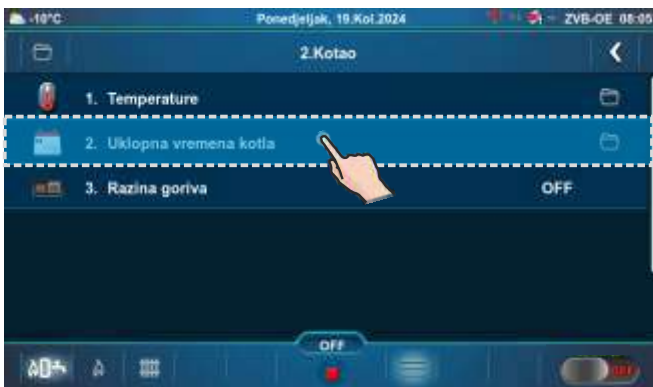 -10°C Ponedjeljak, 19.Kol.2024 ZVB-OE 08:05
2.Kotao
1. Temperature
2. Uklopna vremena kotla
3. Razina goriva OFF
OFF
OFF